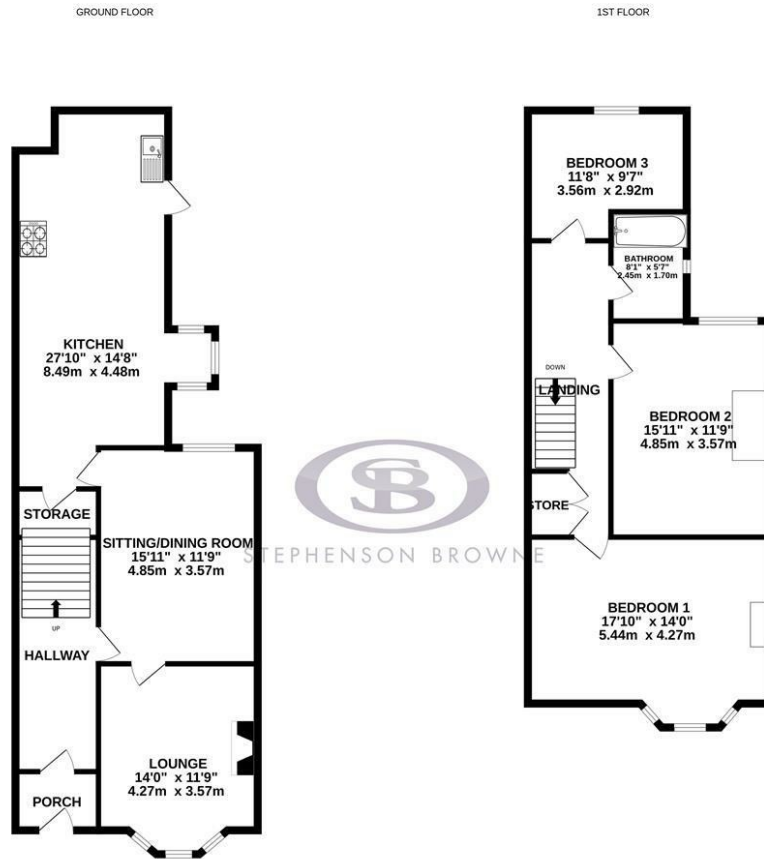 GROUND FLOOR
KITCHEN
27'10" x 14'8"
8.49m x 4.48m
STORAGE
SITTING/DINING ROOM
15'11" x 11'9"
4.85m x 3.57m
UP
HALLWAY
LOUNGE
14'0" x 11'9"
4.27m x 3.57m
PORCH
SB
STEPHENSON BROWNE
1ST FLOOR
BEDROOM 3
11'8" x 9'7"
3.56m x 2.92m
BATHROOM
8'1" x 5'7"
2.45m x 1.70m
DOWN
LANDING
BEDROOM 2
15'11" x 11'9"
4.85m x 3.57m
STORE
BEDROOM 1
17'10" x 14'0"
5.44m x 4.27m